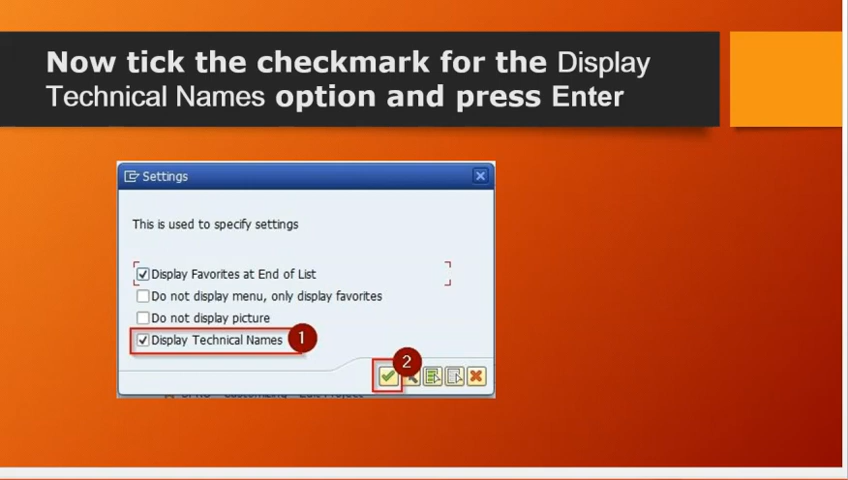 Now tick the checkmark for the Display
Technical Names option and press Enter
Settings
This is used to specify settings
Display Favorites at End of List
Do not display menu, only display favorites
Do not display picture
Display Technical Names
1
2